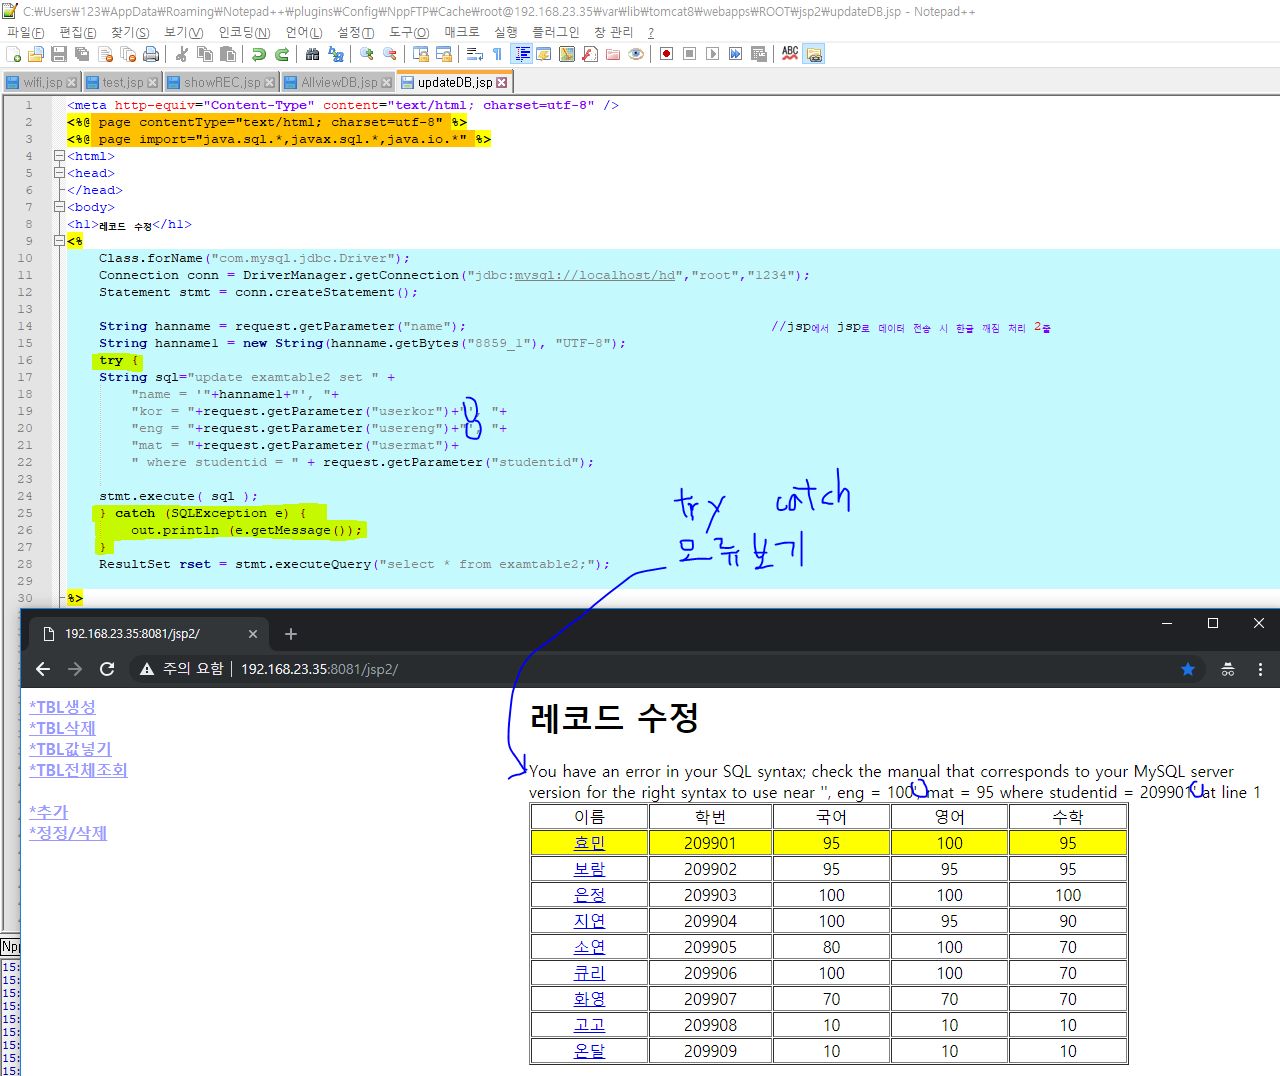 C:₩Users₩123₩AppData₩Roaming₩Notepad++₩plugins₩Config₩NppFTP₩Cache₩root@192.168.23.35₩var₩lib₩tomcat8₩webapps₩ROOT₩jsp2₩updateDB.jsp - Notepad++
파일(F) 편집(E) 찾기(S) 보기(V) 인코딩(N) 언어(L) 설정(T) 도구(O) 매크로 실행 플러그인 창 관리 ?
wifi.jsp test.jsp showREC.jsp AllviewDB.jsp updateDB.jsp
1 <meta http-equiv="Content-Type" content="text/html; charset=utf-8" />
2 <%@ page contentType="text/html; charset=utf-8" %>
3 <%@ page import="java.sql.*,javax.sql.*,java.io.*" %>
4 <html>
5 <head>
6 </head>
7 <body>
8 <h1>레코드 수정</h1>
9 <%
10 Class.forName("com.mysql.jdbc.Driver");
11 Connection conn = DriverManager.getConnection("jdbc:mysql://localhost/hd","root","1234");
12 Statement stmt = conn.createStatement();
13
14 String hanname = request.getParameter("name"); //jsp에서 jsp로 데이터 전송 시 한글 깨짐 처리 2줄
15 String hanname1 = new String(hanname.getBytes("8859_1"), "UTF-8");
16 try {
17 String sql="update examtable2 set " +
18 "name = '"+hanname1+"', "+
19 "kor = "+request.getParameter("userkor")+"', "+
20 "eng = "+request.getParameter("usereng")+"', "+
21 "mat = "+request.getParameter("usermat")+
22 " where studentid = " + request.getParameter("studentid");
23
24 stmt.execute( sql );
25 } catch (SQLException e) {
26 out.println (e.getMessage());
27 }
28 ResultSet rset = stmt.executeQuery("select * from examtable2;");
29
30 %>
try catch
오류보기
192.168.23.35:8081/jsp2/
주의 요함 192.168.23.35:8081/jsp2/
*TBL생성
*TBL삭제
*TBL값넣기
*TBL전체조회
*추가
*정정/삭제
레코드 수정
You have an error in your SQL syntax; check the manual that corresponds to your MySQL server
version for the right syntax to use near '', eng = 100', mat = 95 where studentid = 209901' at line 1
이름 학번 국어 영어 수학
효민 209901 95 100 95
보람 209902 95 95 95
은정 209903 100 100 100
지연 209904 100 95 90
소연 209905 80 100 70
큐리 209906 100 100 70
화영 209907 70 70 70
고고 209908 10 10 10
온달 209909 10 10 10